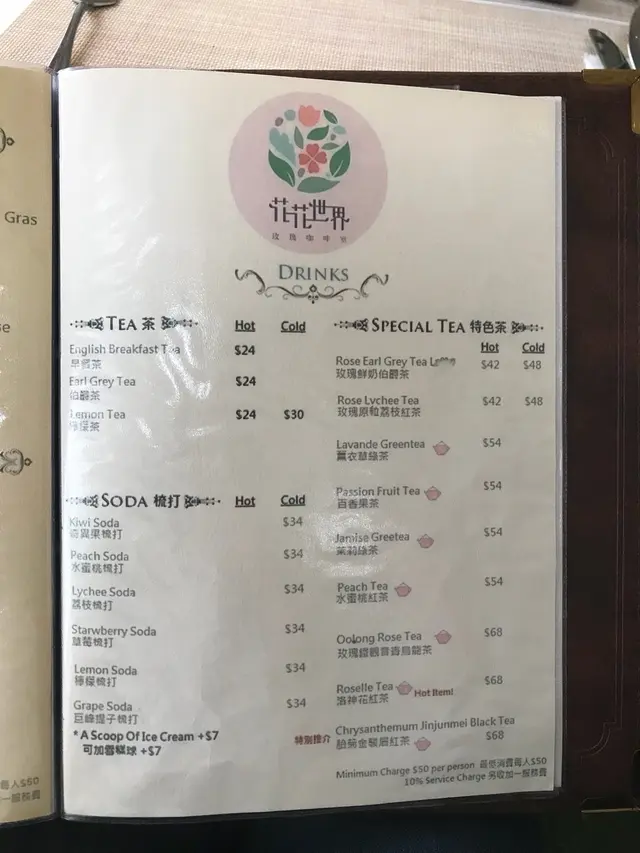 Gras
se
每人$50
加一服務費
花花世界
玫瑰咖啡室
DRINKS
TEA 茶 Hot Cold
English Breakfast Tea $24
早餐茶
Earl Grey Tea $24
伯爵茶
Lemon Tea $24 $30
檸檬茶
SODA 梳打 Hot Cold
Kiwi Soda $34
奇異果梳打
Peach Soda $34
水蜜桃梳打
Lychee Soda $34
荔枝梳打
Starwberry Soda $34
草莓梳打
Lemon Soda $34
檸檬梳打
Grape Soda $34
巨峰提子梳打
*A Scoop Of Ice Cream +$7
可加雪糕球 +$7
SPECIAL TEA 特色茶
Hot Cold
Rose Earl Grey Tea $42 $48
玫瑰鮮奶伯爵茶
Rose Lychee Tea $42 $48
玫瑰原粒荔枝紅茶
Lavande Greentea $54
薰衣草綠茶
Passion Fruit Tea $54
百香果茶
Jamise Greetea $54
茉莉綠茶
Peach Tea $54
水蜜桃紅茶
Oolong Rose Tea $68
玫瑰鐵觀音青烏龍茶
Roselle Tea Hot Item! $68
洛神花紅茶
特別推介 Chrysanthemum Jinjunmei Black Tea
胎菊金駿眉紅茶 $68
Minimum Charge $50 per person 最低消費每人$50
10% Service Charge 另收加一服務費